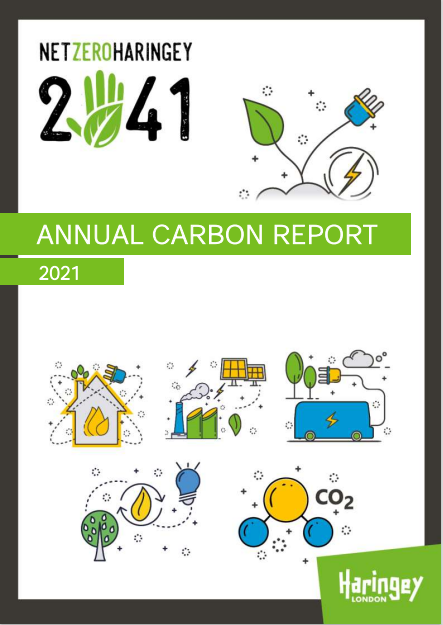 NETZEROHARINGEY
2041
ANNUAL CARBON REPORT
2021
CO2
Haringey
LONDON